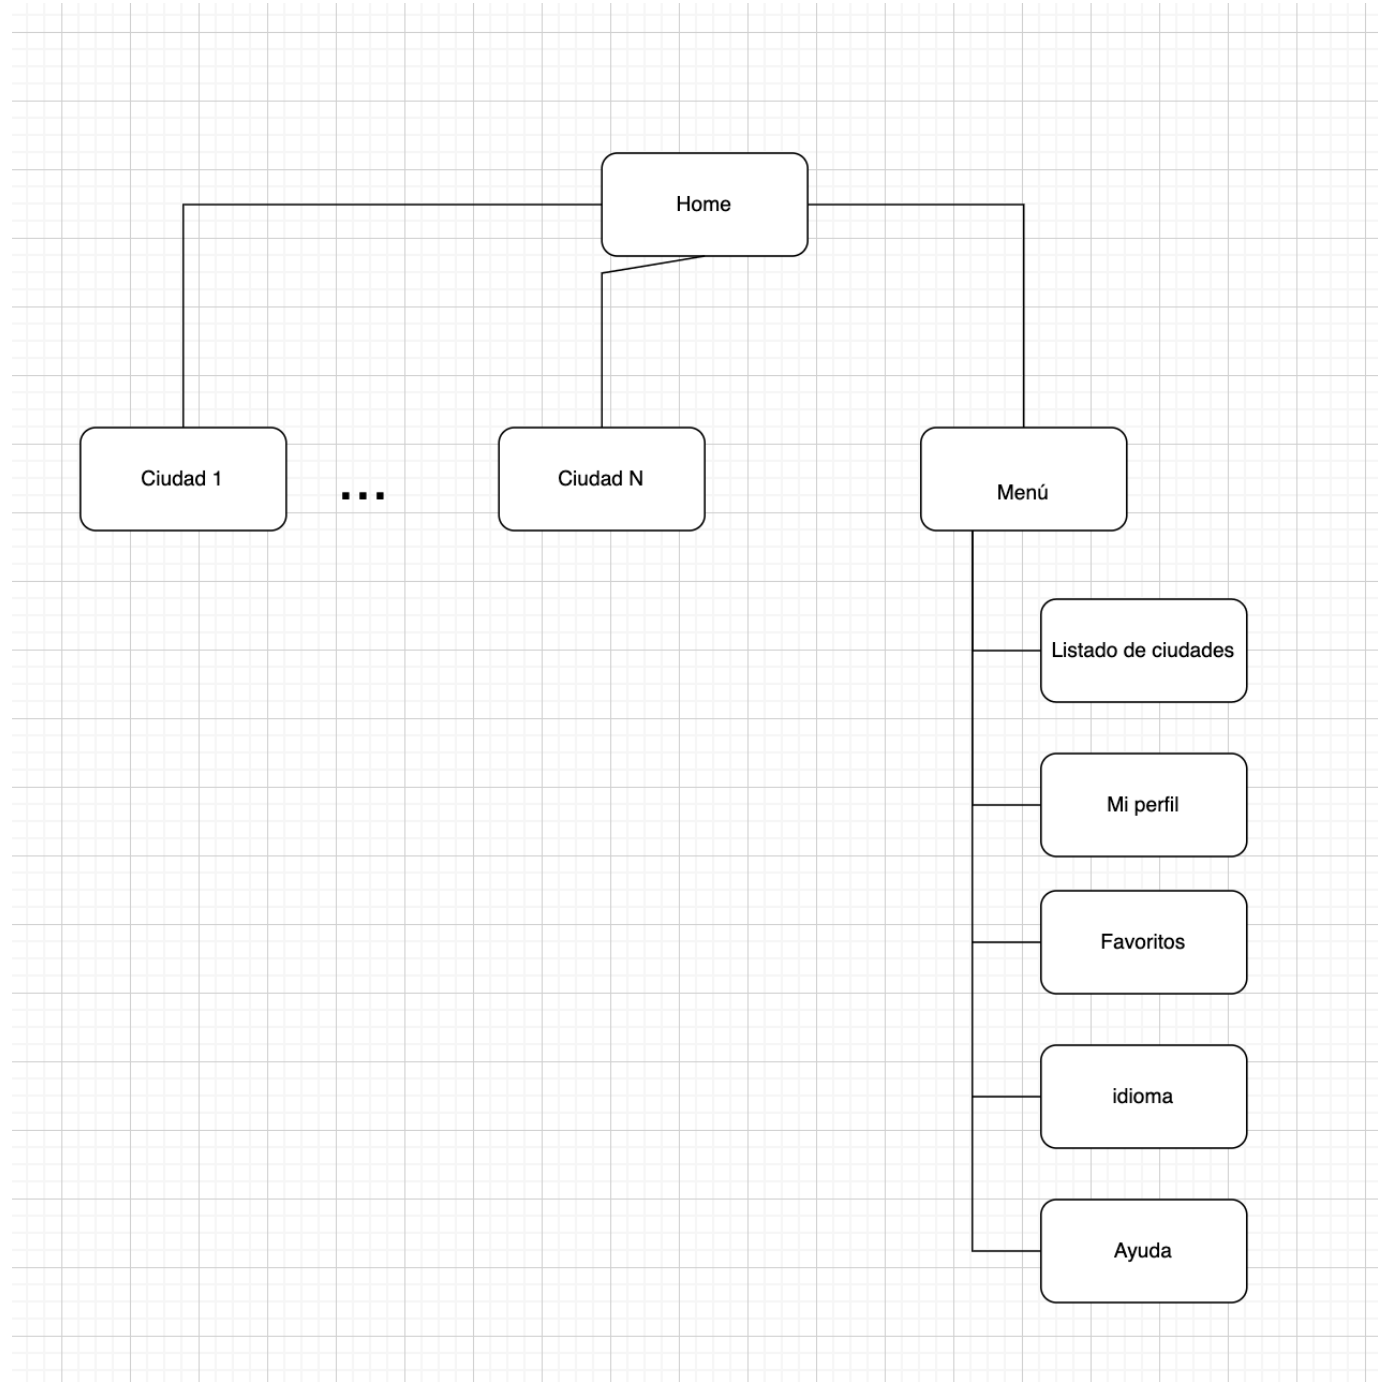 Home
Ciudad 1
...
Ciudad N
Menú
Listado de ciudades
Mi perfil
Favoritos
idioma
Ayuda